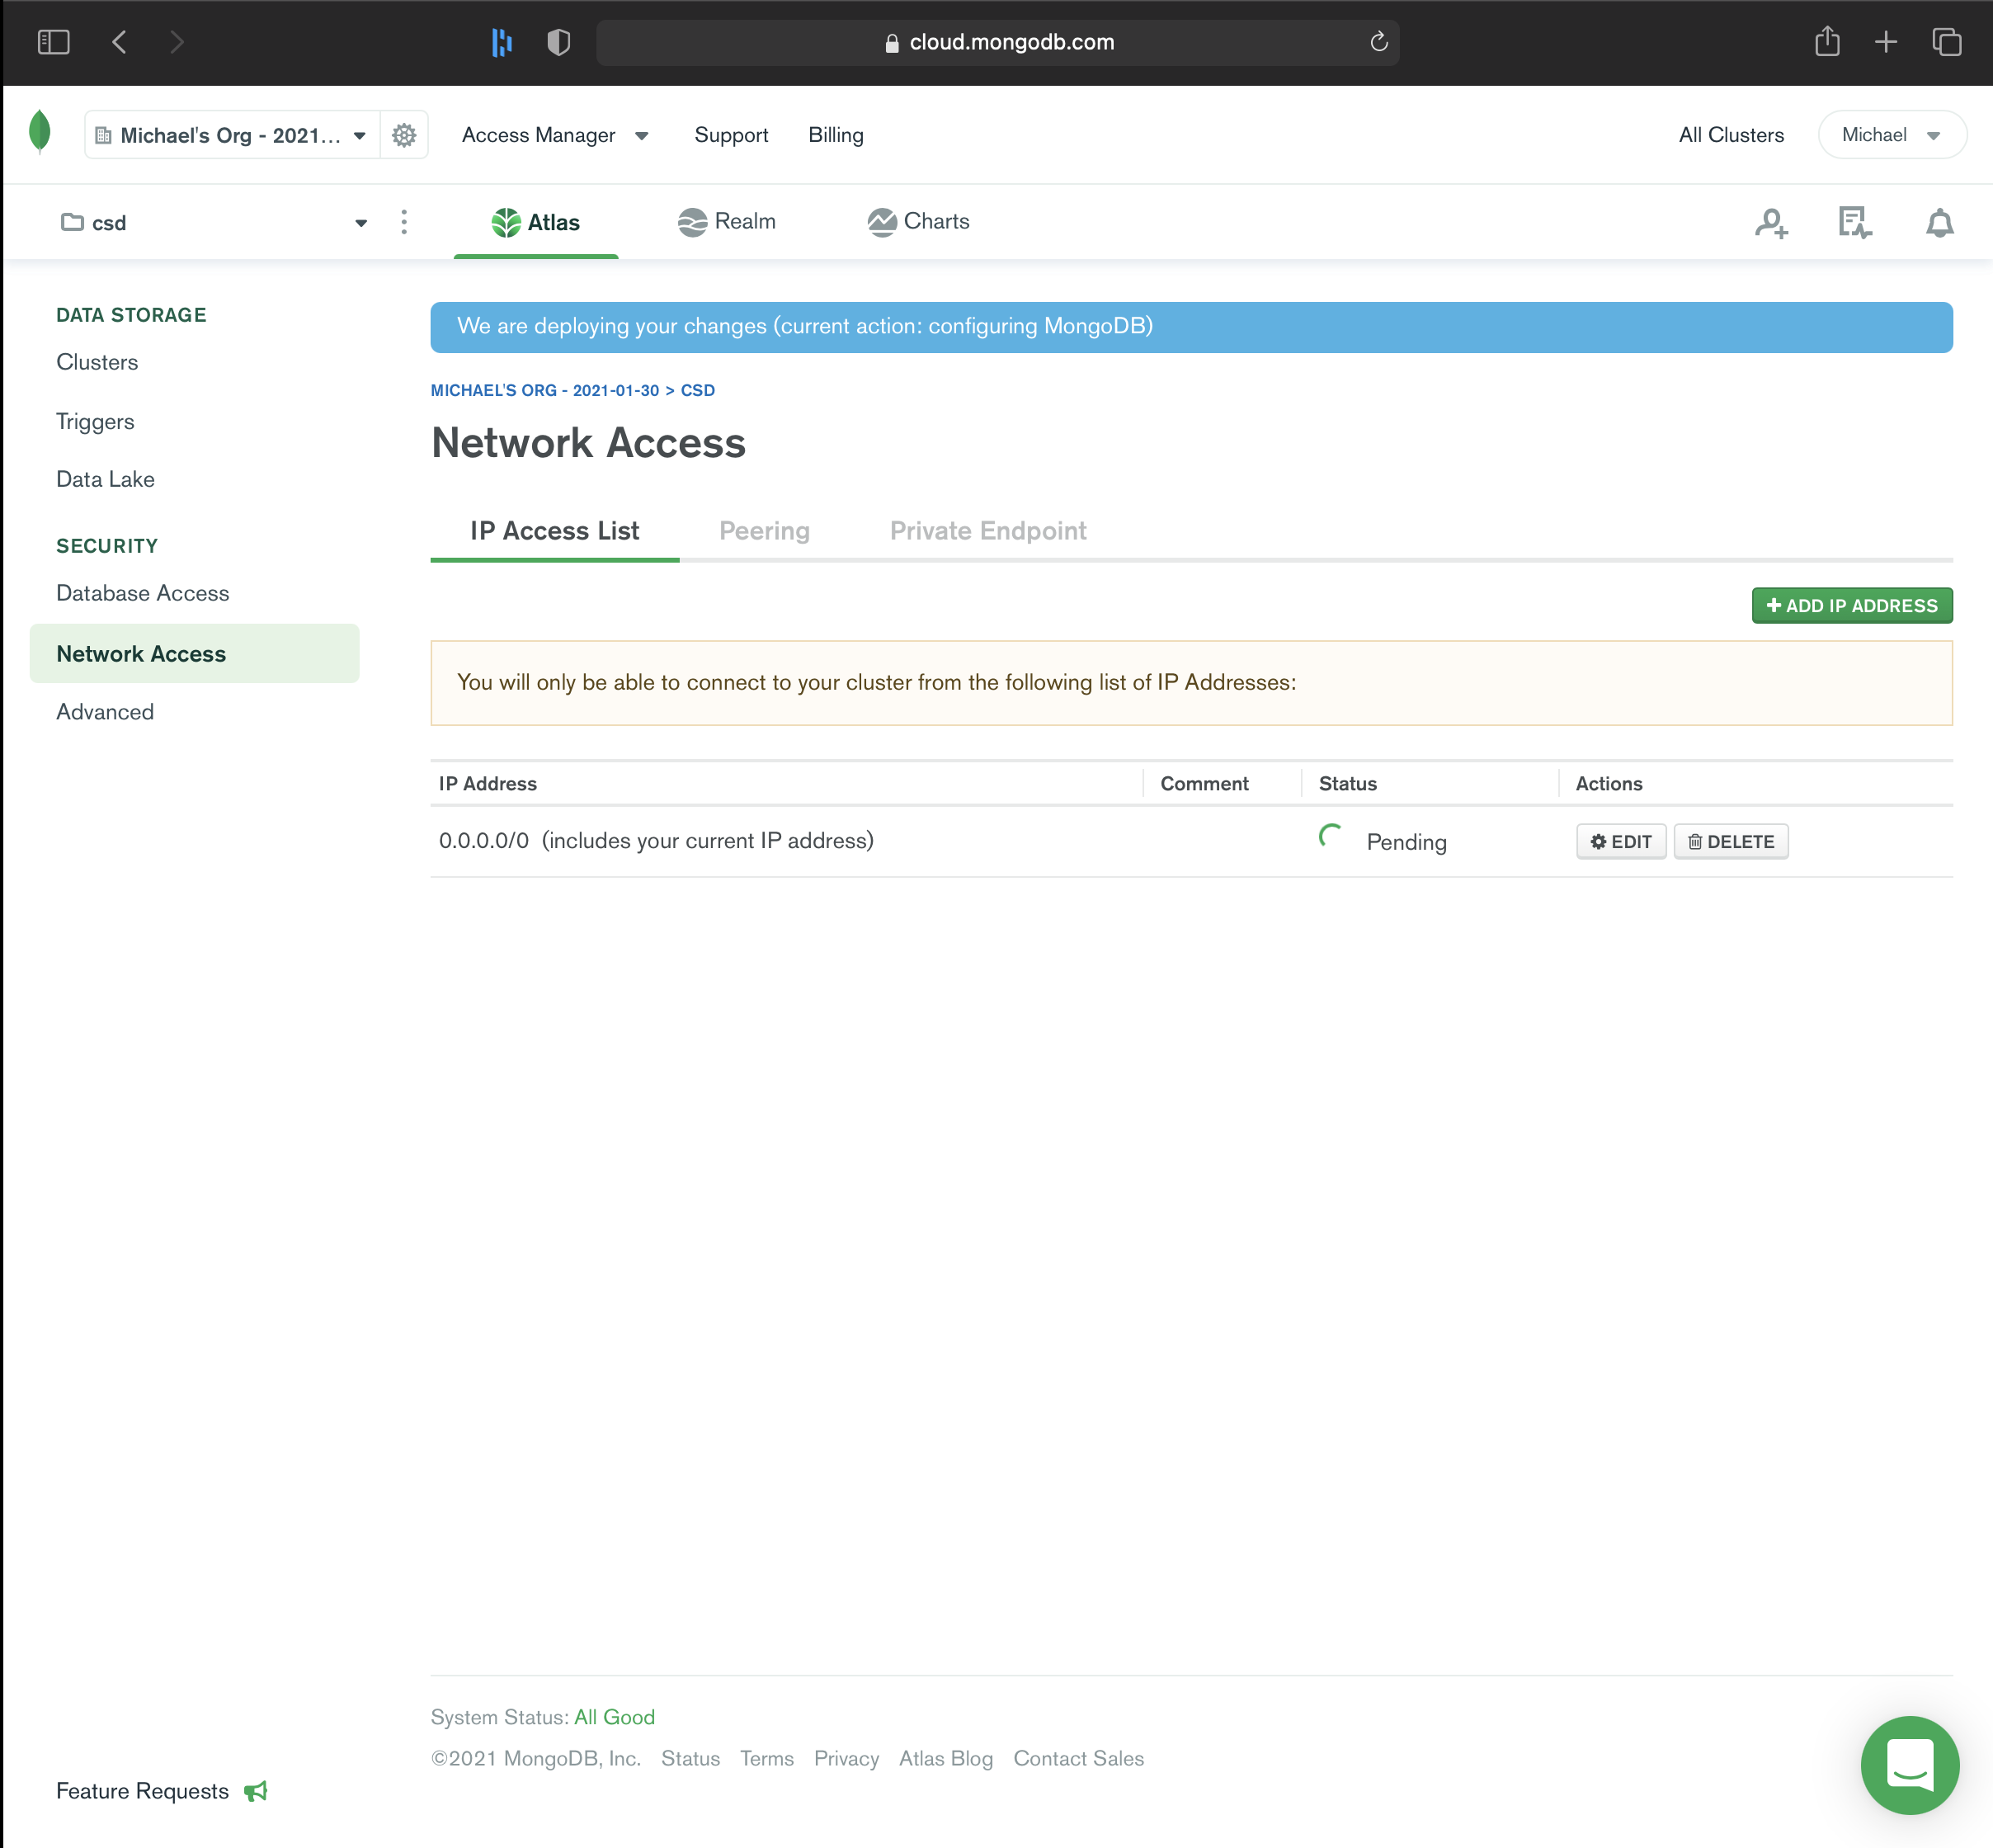 cloud.mongodb.com
Michael's Org - 2021... Access Manager Support Billing All Clusters Michael
csd Atlas Realm Charts
DATA STORAGE
Clusters
Triggers
Data Lake
SECURITY
Database Access
Network Access
Advanced
We are deploying your changes (current action: configuring MongoDB)
MICHAEL'S ORG - 2021-01-30 > CSD
Network Access
IP Access List Peering Private Endpoint
+ ADD IP ADDRESS
You will only be able to connect to your cluster from the following list of IP Addresses:
IP Address Comment Status Actions
0.0.0.0/0 (includes your current IP address) Pending EDIT DELETE
System Status: All Good
©2021 MongoDB, Inc. Status Terms Privacy Atlas Blog Contact Sales
Feature Requests